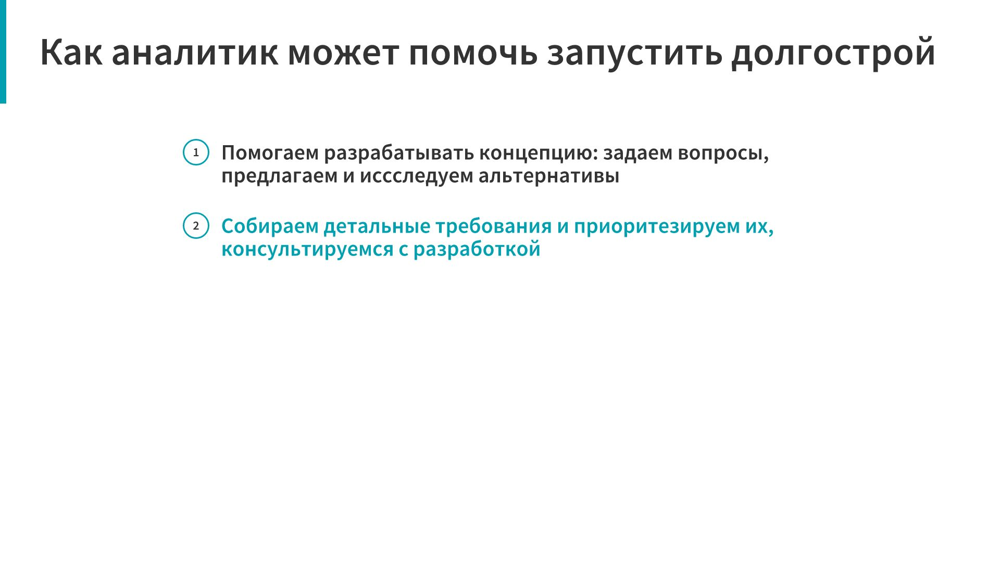 Как аналитик может помочь запустить долгострой
1 Помогаем разрабатывать концепцию: задаем вопросы,
предлагаем и иссследуем альтернативы
2 Собираем детальные требования и приоритезируем их,
консультируемся с разработкой